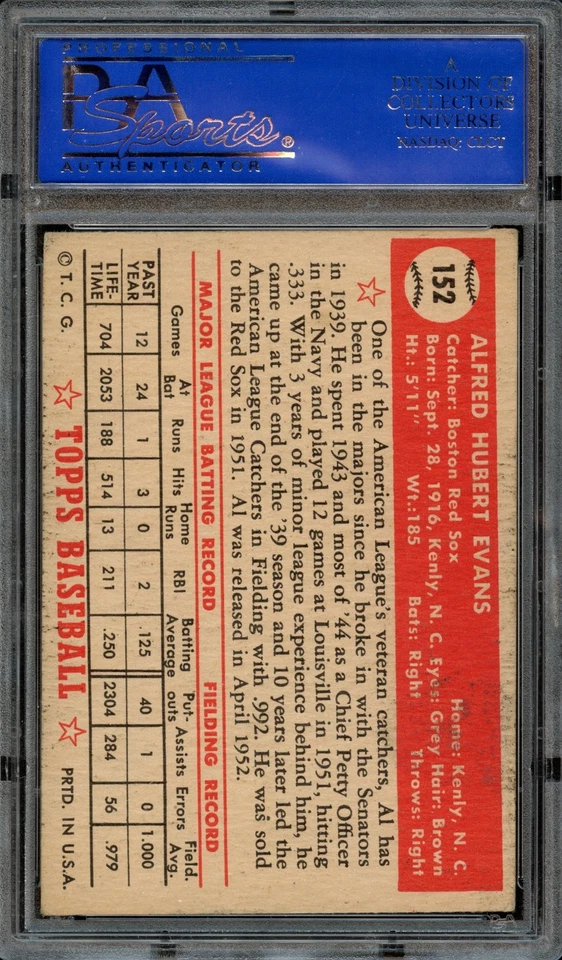 PROFESSIONAL
PSA
Sports®
AUTHENTICATOR
A
DIVISION OF
COLLECTORS
UNIVERSE
NASDAQ: CLCT
152
ALFRED HUBERT EVANS
Catcher: Boston Red Sox Home: Kenly, N. C.
Born: Sept. 28, 1916, Kenly, N. C. Eyes: Grey Hair: Brown
Ht.: 5'11" Wt.: 185 Bats: Right Throws: Right
One of the American League's veteran catchers, Al has
been in the majors since he broke in with the Senators
in 1939. He spent 1943 and most of '44 as a Chief Petty Officer
in the Navy and played 12 games at Louisville in 1951, hitting
.333. With 3 years of minor league experience behind him, he
came up at the end of the '39 season and 10 years later led the
American League Catchers in Fielding with .992. He was sold
to the Red Sox in 1951. Al was released in April 1952.
MAJOR LEAGUE BATTING RECORD FIELDING RECORD
Games At Bat Runs Hits Home Runs RBI Batting Average Put-outs Assists Errors Field. Avg.
PAST YEAR 12 24 1 3 0 2 .125 40 1 0 1.000
LIFE-TIME 704 2053 188 514 13 211 .250 2304 284 56 .979
© T. C. G. TOPPS BASEBALL PRTD. IN U.S.A.